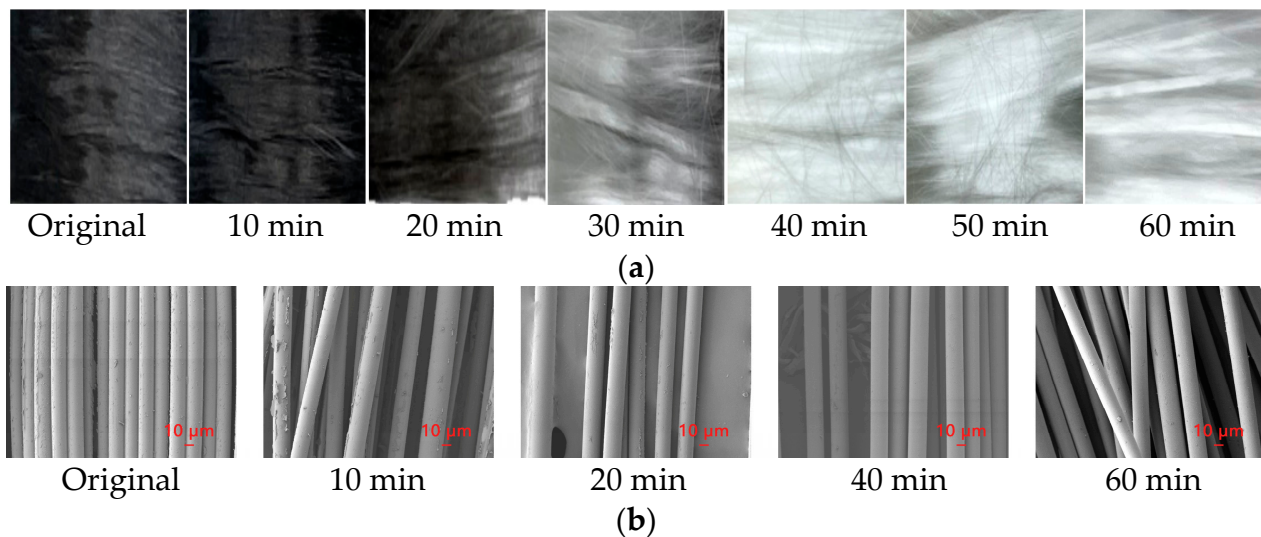 Original 10 min 20 min 30 min 40 min 50 min 60 min
(a)
10 µm 10 µm 10 µm 10 µm 10 µm
Original 10 min 20 min 40 min 60 min
(b)